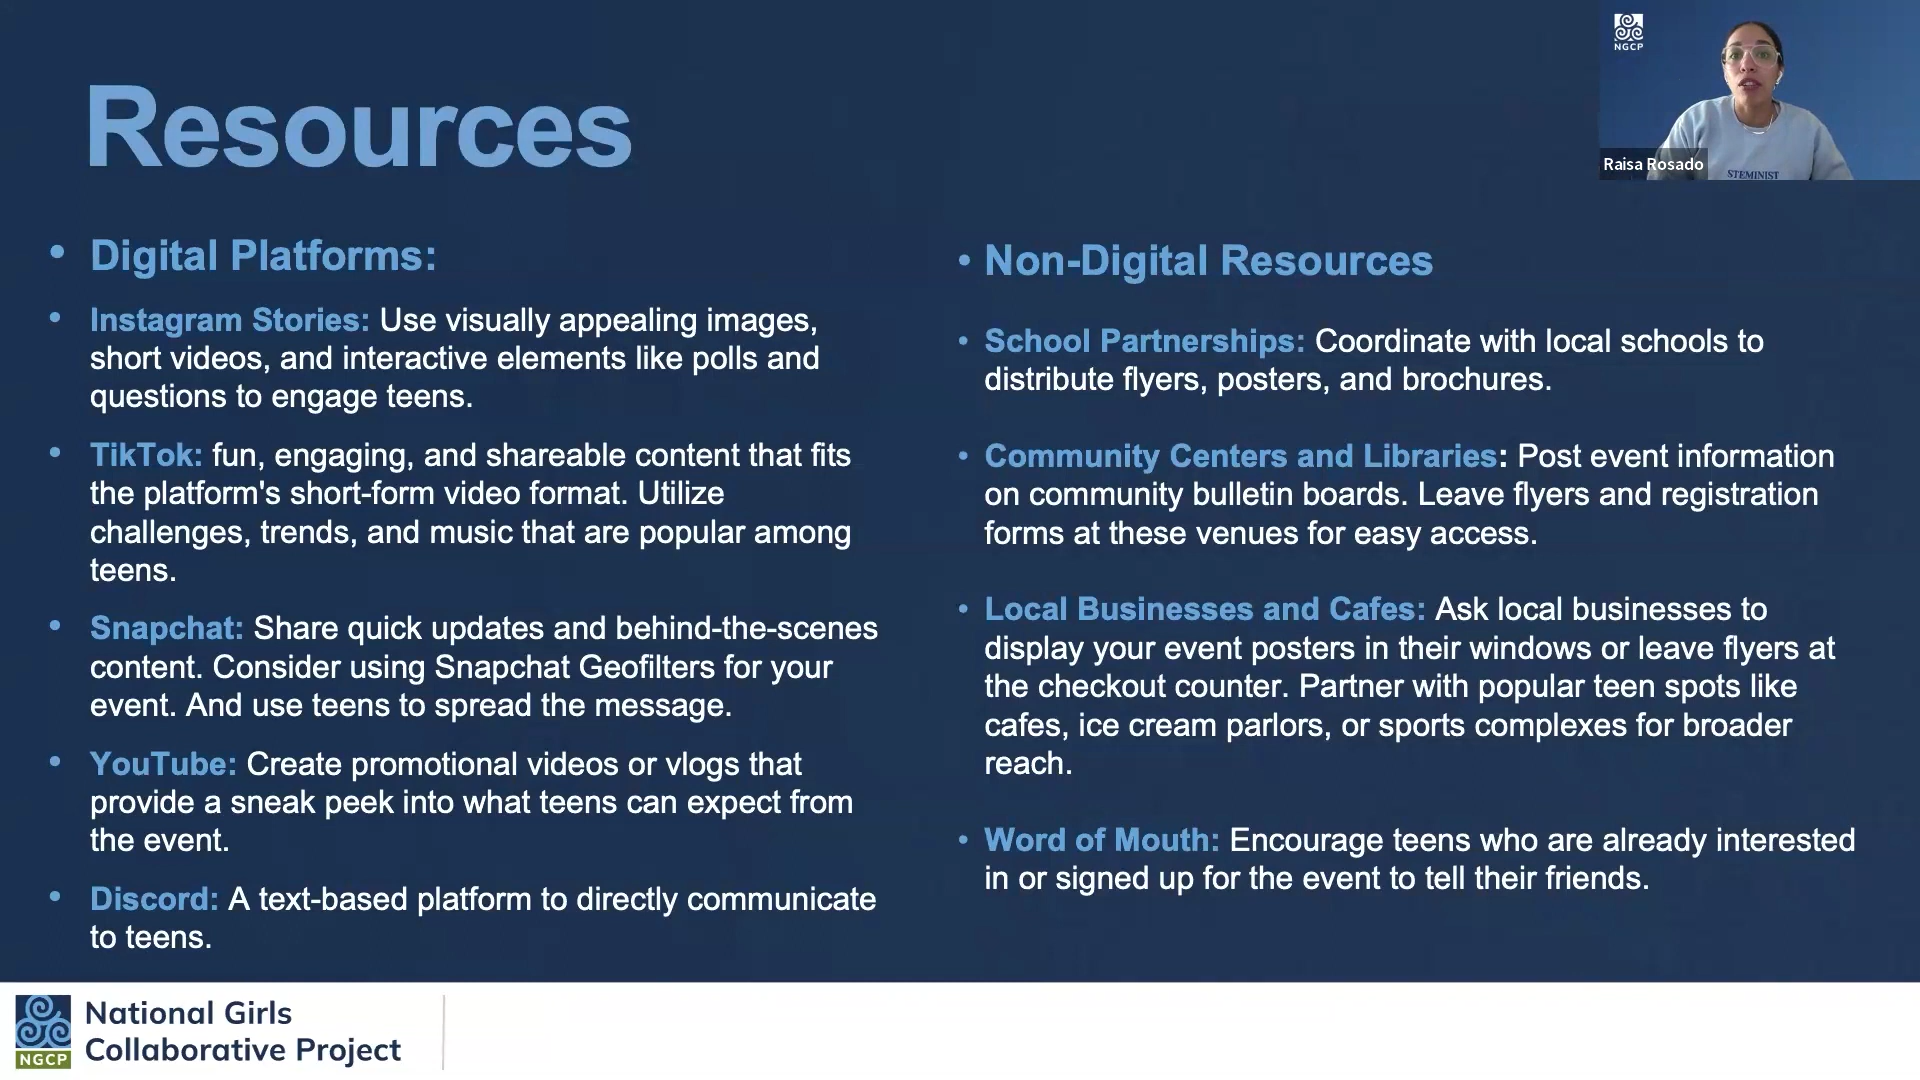 Resources
NGCP
Raisa Rosado
STEMINIST
• Digital Platforms:
• Instagram Stories: Use visually appealing images,
short videos, and interactive elements like polls and
questions to engage teens.
• TikTok: fun, engaging, and shareable content that fits
the platform's short-form video format. Utilize
challenges, trends, and music that are popular among
teens.
• Snapchat: Share quick updates and behind-the-scenes
content. Consider using Snapchat Geofilters for your
event. And use teens to spread the message.
• YouTube: Create promotional videos or vlogs that
provide a sneak peek into what teens can expect from
the event.
• Discord: A text-based platform to directly communicate
to teens.
• Non-Digital Resources
• School Partnerships: Coordinate with local schools to
distribute flyers, posters, and brochures.
• Community Centers and Libraries: Post event information
on community bulletin boards. Leave flyers and registration
forms at these venues for easy access.
• Local Businesses and Cafes: Ask local businesses to
display your event posters in their windows or leave flyers at
the checkout counter. Partner with popular teen spots like
cafes, ice cream parlors, or sports complexes for broader
reach.
• Word of Mouth: Encourage teens who are already interested
in or signed up for the event to tell their friends.
NGCP
National Girls
Collaborative Project